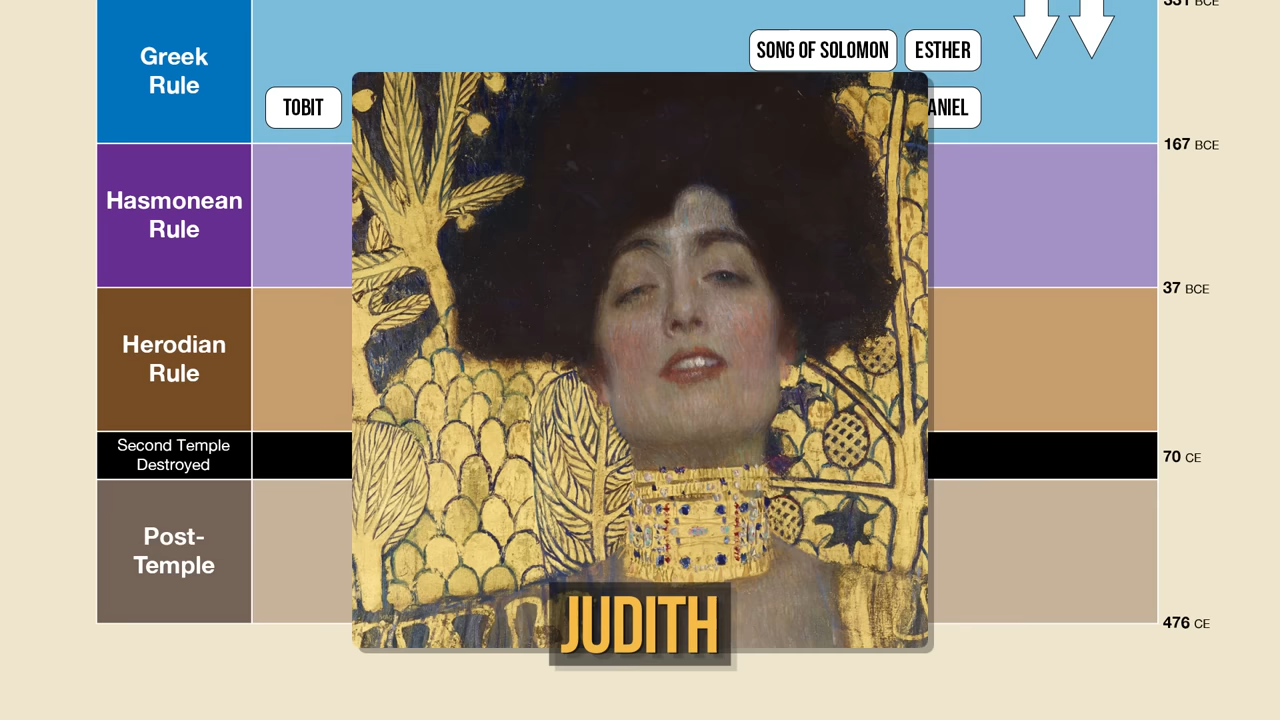 331 BCE
Greek
Rule
SONG OF SOLOMON
ESTHER
TOBIT
ANIEL
167 BCE
Hasmonean
Rule
37 BCE
Herodian
Rule
Second Temple
Destroyed
70 CE
Post-
Temple
JUDITH
476 CE